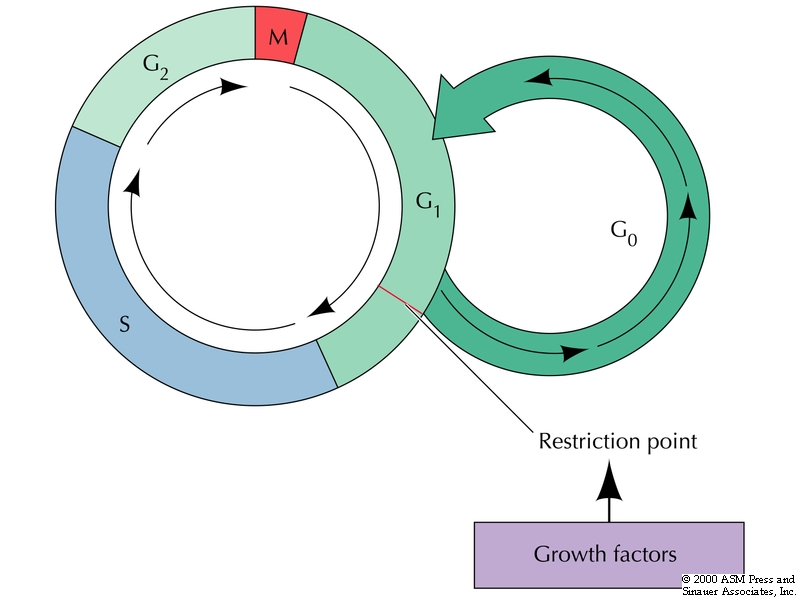 M
G2
G1
G0
S
Restriction point
Growth factors
© 2000 ASM Press and
Sinauer Associates, Inc.